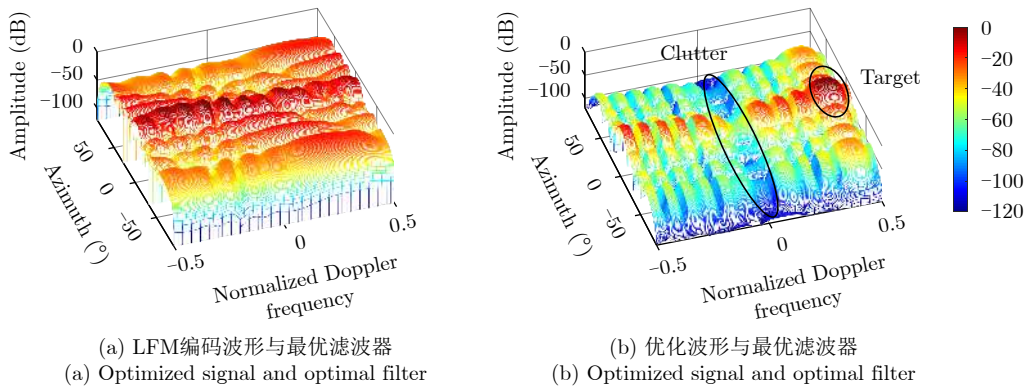 Amplitude (dB)
0
−50
−100
50
0
−50
Azimuth (°)
−0.5
0
0.5
Normalized Doppler
frequency
(a) LFM编码波形与最优滤波器
(a) Optimized signal and optimal filter
Amplitude (dB)
0
−50
−100
Clutter
Target
50
0
−50
Azimuth (°)
−0.5
0
0.5
Normalized Doppler
frequency
0
−20
−40
−60
−80
−100
−120
(b) 优化波形与最优滤波器
(b) Optimized signal and optimal filter